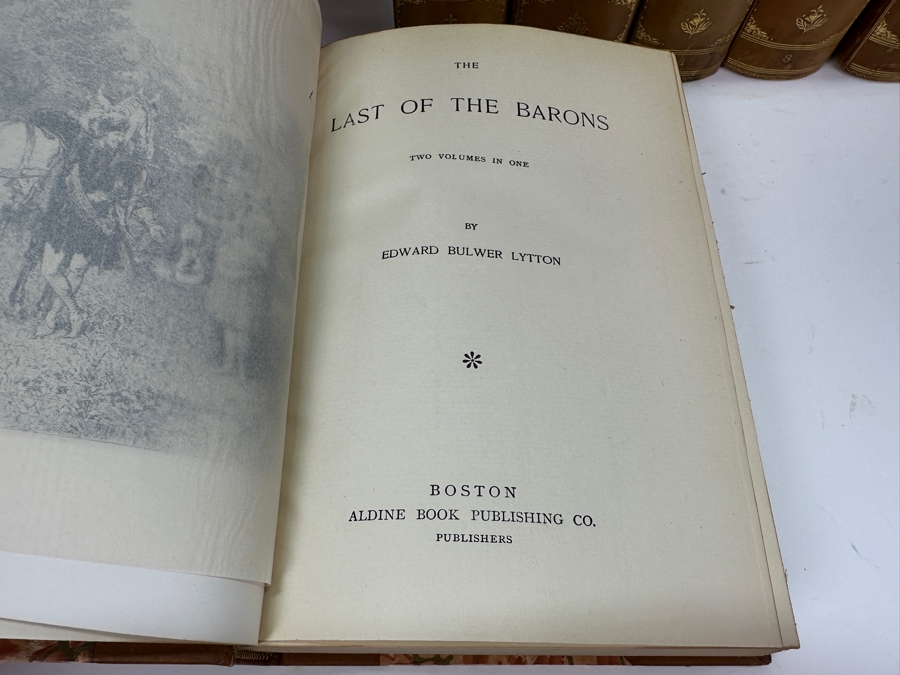 THE
LAST OF THE BARONS
TWO VOLUMES IN ONE
BY
EDWARD BULWER LYTTON
BOSTON
ALDINE BOOK PUBLISHING CO.
PUBLISHERS
8